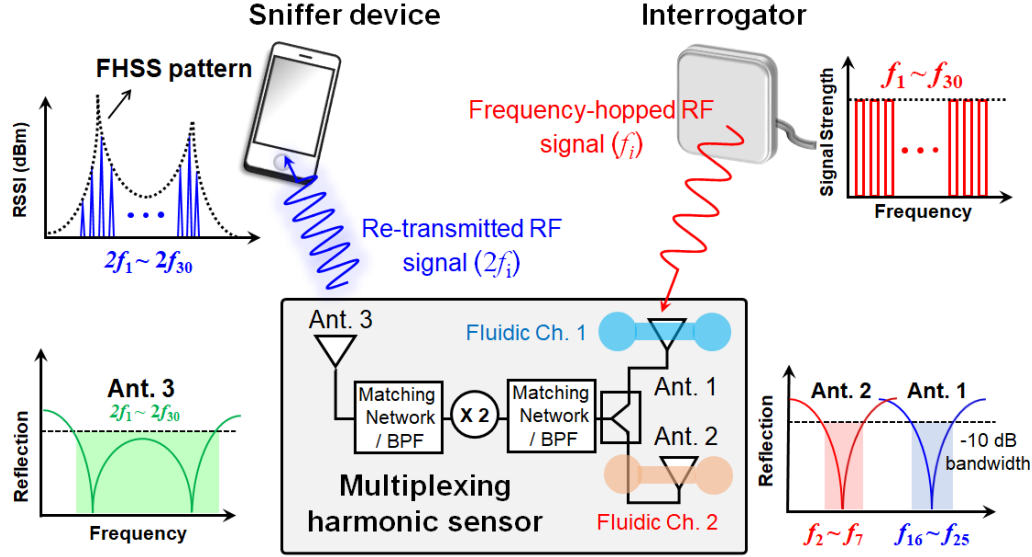 Sniffer device
Interrogator
FHSS pattern
RSSI (dBm)
2f1 ~ 2f30
Frequency-hopped RF
signal (fi)
Signal Strength
f1 ~ f30
Frequency
Re-transmitted RF
signal (2fi)
Ant. 3
Fluidic Ch. 1
Matching
Network
/ BPF
X 2
Matching
Network
/ BPF
Ant. 1
Ant. 2
Fluidic Ch. 2
Multiplexing
harmonic sensor
Reflection
Ant. 3
2f1 ~ 2f30
Frequency
Reflection
Ant. 2
Ant. 1
-10 dB
bandwidth
f2 ~ f7
f16 ~ f25